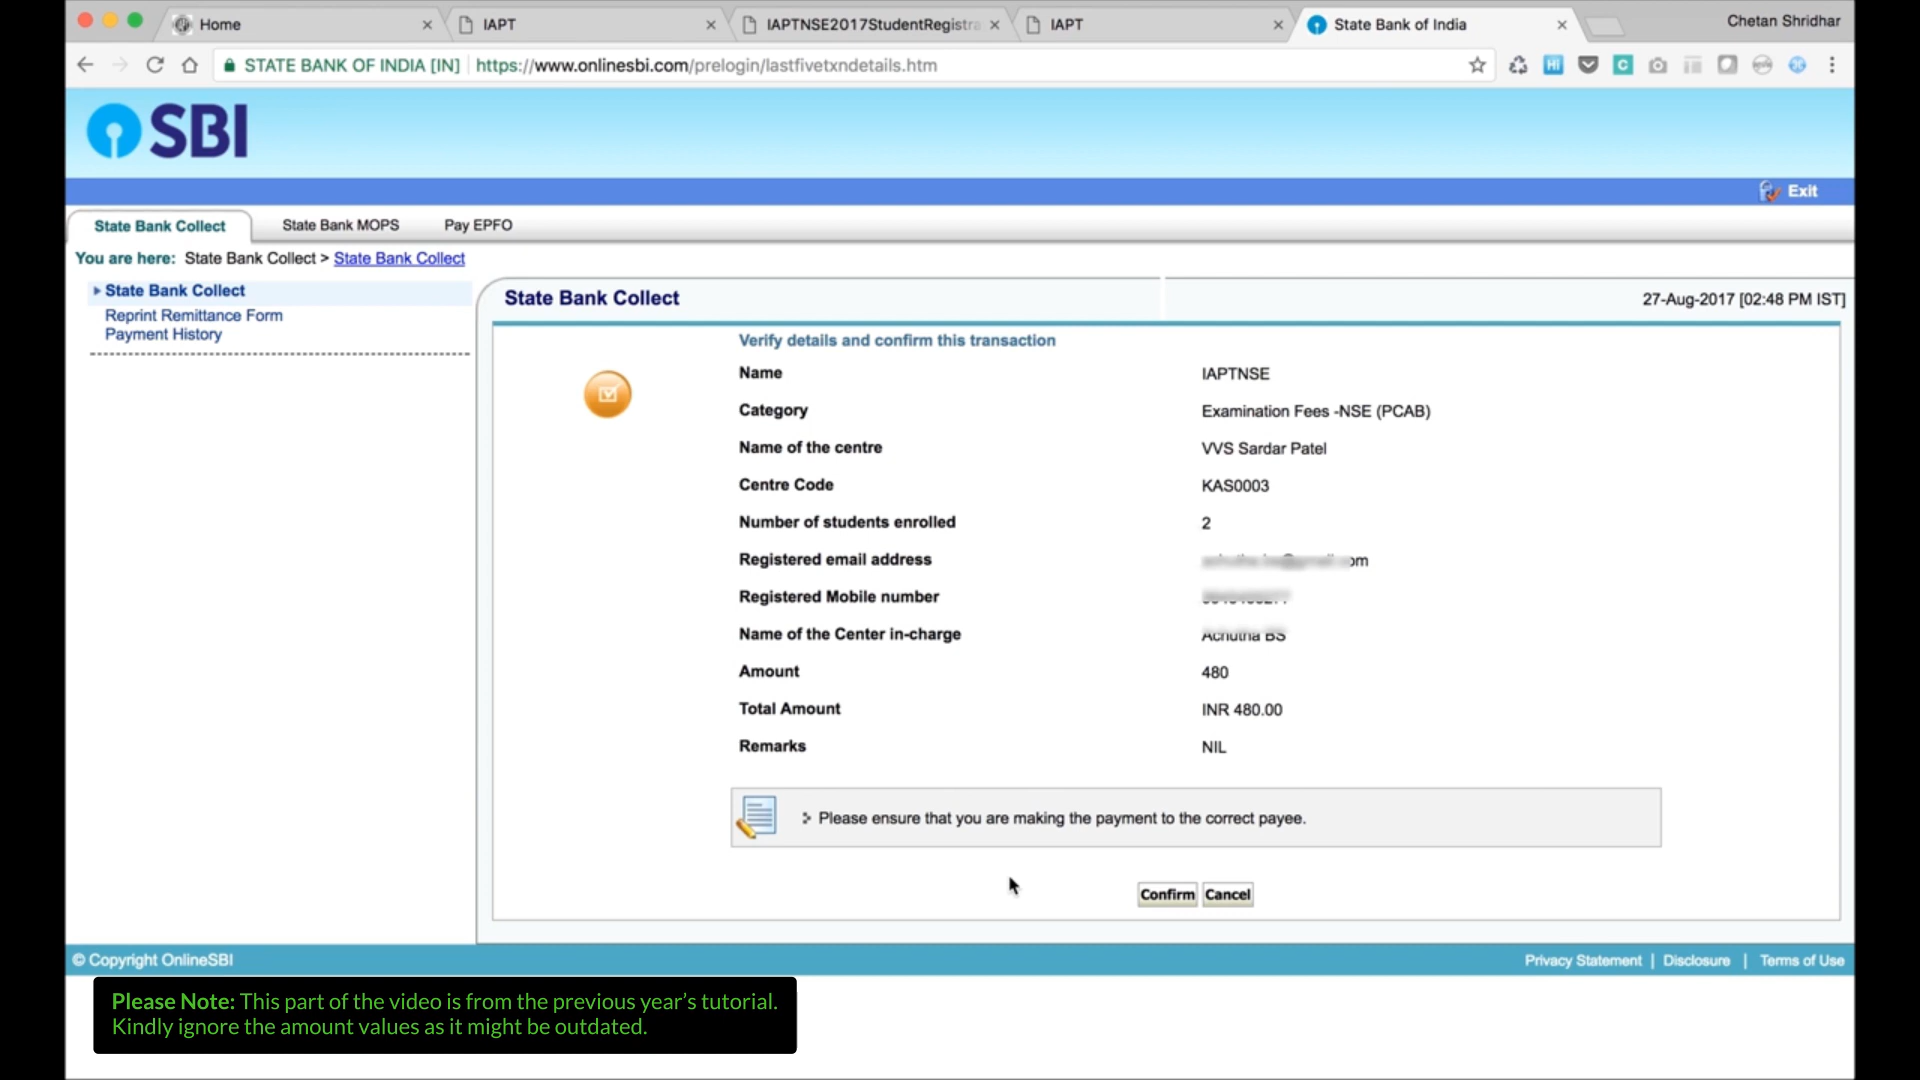 Home
IAPT
IAPTNSE2017StudentRegistra
IAPT
State Bank of India
Chetan Shridhar
STATE BANK OF INDIA [IN] https://www.onlinesbi.com/prelogin/lastfivetxndetails.htm
SBI
Exit
State Bank Collect
State Bank MOPS
Pay EPFO
You are here: State Bank Collect > State Bank Collect
State Bank Collect
Reprint Remittance Form
Payment History
State Bank Collect
27-Aug-2017 [02:48 PM IST]
Verify details and confirm this transaction
Name IAPTNSE
Category Examination Fees -NSE (PCAB)
Name of the centre VVS Sardar Patel
Centre Code KAS0003
Number of students enrolled 2
Registered email address om
Registered Mobile number
Name of the Center in-charge Achutha BS
Amount 480
Total Amount INR 480.00
Remarks NIL
Please ensure that you are making the payment to the correct payee.
Confirm Cancel
© Copyright OnlineSBI
Privacy Statement | Disclosure | Terms of Use
Please Note: This part of the video is from the previous year's tutorial.
Kindly ignore the amount values as it might be outdated.